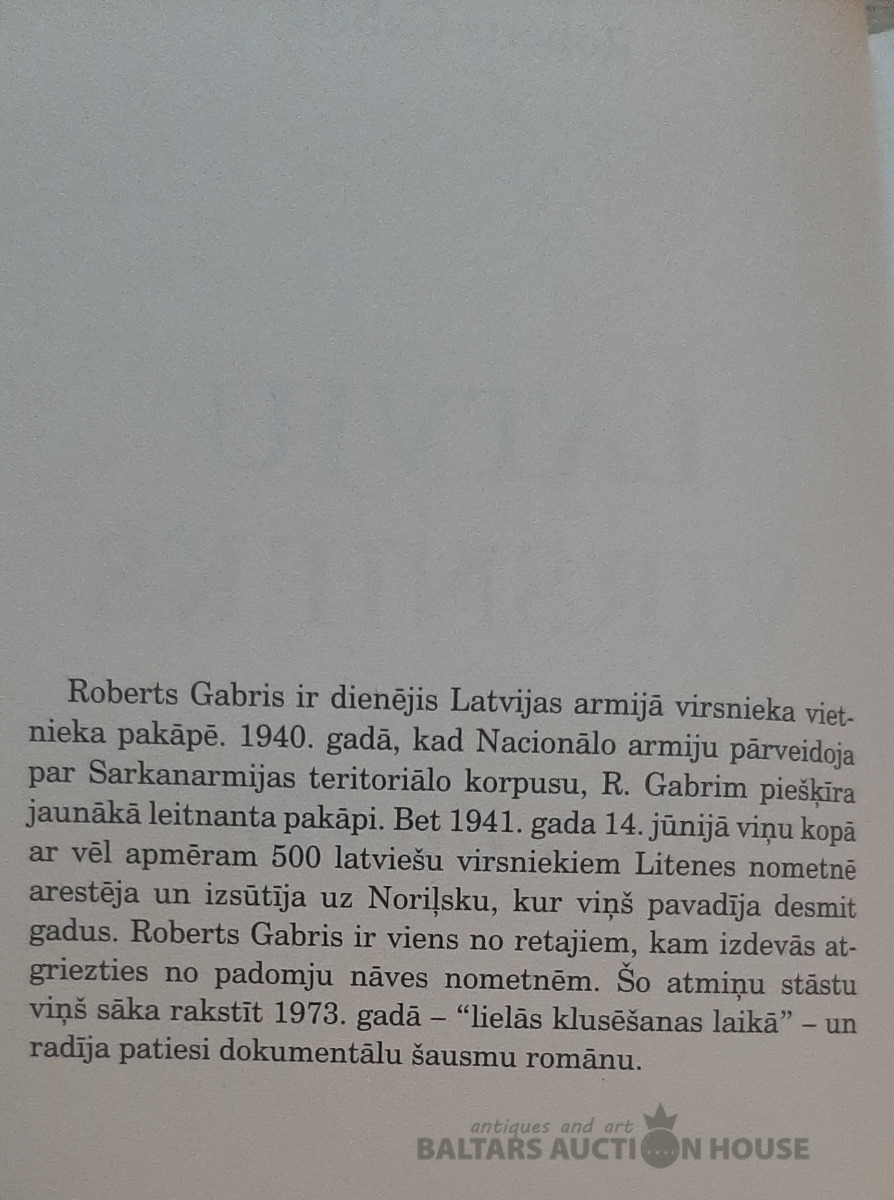 Roberts Gabris ir dienējis Latvijas armijā virsnieka viet-
nieka pakāpē. 1940. gadā, kad Nacionālo armiju pārveidoja
par Sarkanarmijas teritoriālo korpusu, R. Gabrim piešķīra
jaunākā leitnanta pakāpi. Bet 1941. gada 14. jūnijā viņu kopā
ar vēl apmēram 500 latviešu virsniekiem Litenes nometnē
arestēja un izsūtīja uz Noriļsku, kur viņš pavadīja desmit
gadus. Roberts Gabris ir viens no retajiem, kam izdevās at-
griezties no padomju nāves nometnēm. Šo atmiņu stāstu
viņš sāka rakstīt 1973. gadā – “lielās klusēšanas laikā” – un
radīja patiesi dokumentālu šausmu romānu.
antiques and art
BALTARS AUCTION HOUSE